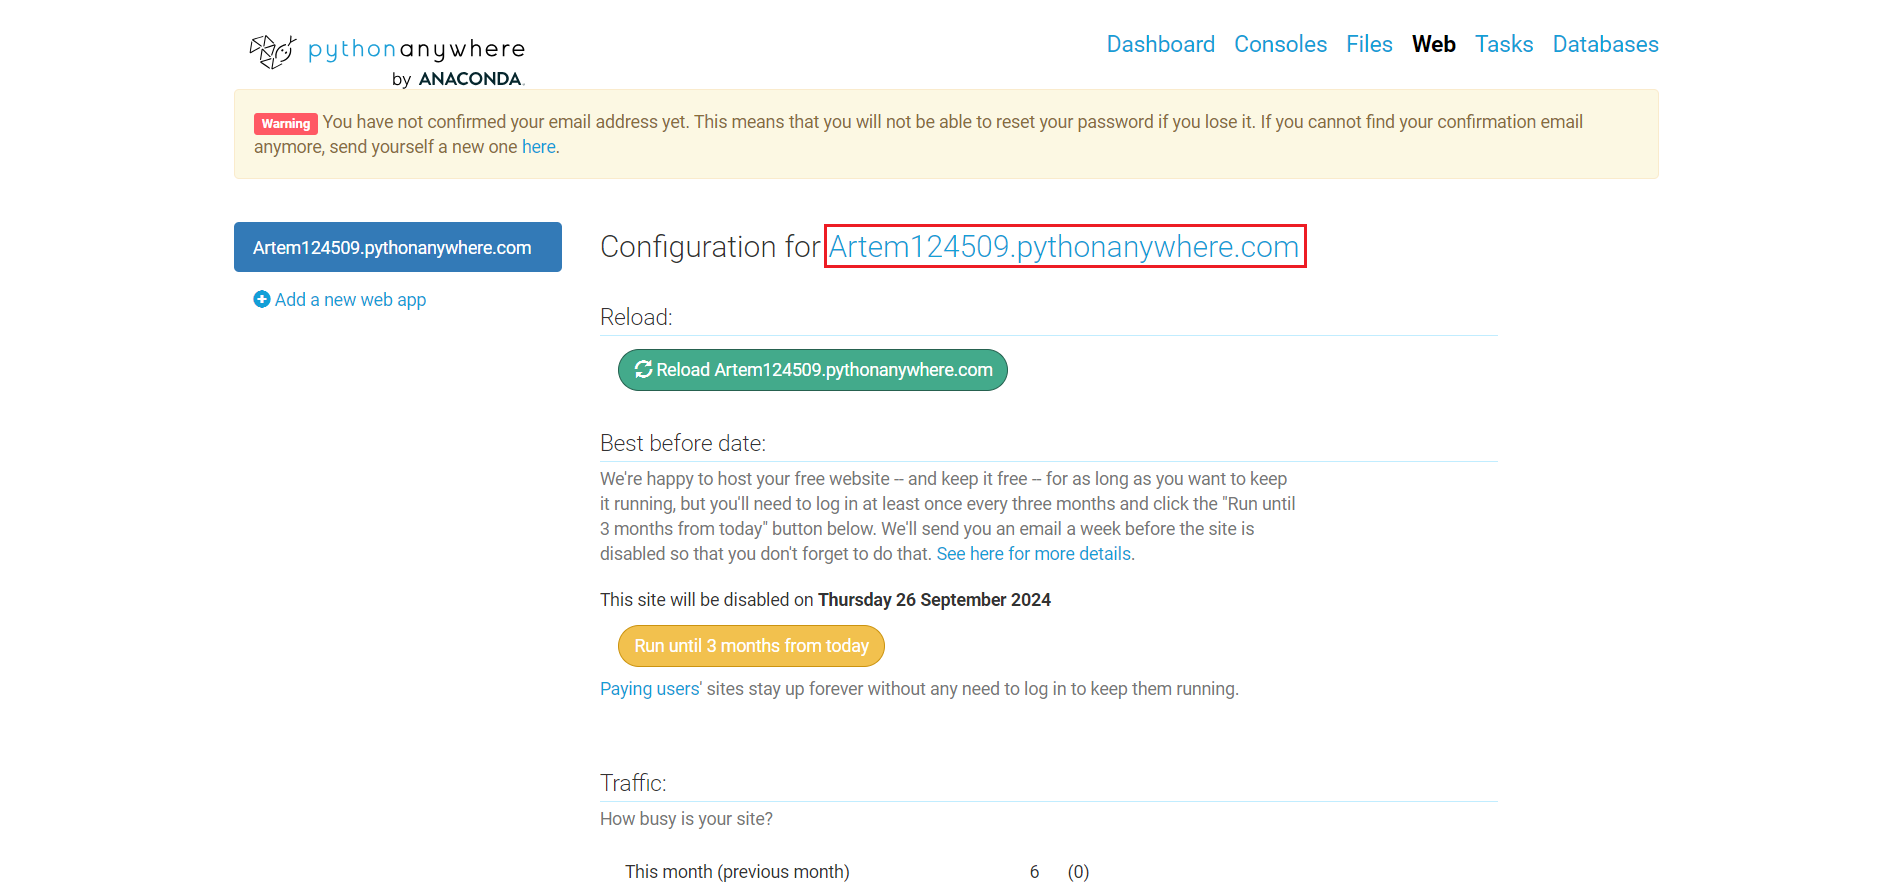 pythonanywhere
by ANACONDA.
Dashboard Consoles Files Web Tasks Databases
Warning You have not confirmed your email address yet. This means that you will not be able to reset your password if you lose it. If you cannot find your confirmation email
anymore, send yourself a new one here.
Artem124509.pythonanywhere.com
Add a new web app
Configuration for Artem124509.pythonanywhere.com
Reload:
Reload Artem124509.pythonanywhere.com
Best before date:
We're happy to host your free website -- and keep it free -- for as long as you want to keep
it running, but you'll need to log in at least once every three months and click the "Run until
3 months from today" button below. We'll send you an email a week before the site is
disabled so that you don't forget to do that. See here for more details.
This site will be disabled on Thursday 26 September 2024
Run until 3 months from today
Paying users' sites stay up forever without any need to log in to keep them running.
Traffic:
How busy is your site?
This month (previous month) 6 (0)